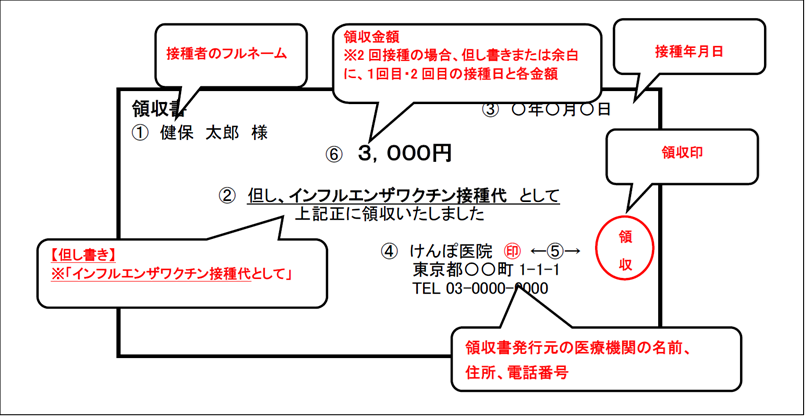 接種者のフルネーム
領収金額
※2回接種の場合、但し書きまたは余白
に、1回目・2回目の接種日と各金額
接種年月日
領収書
① 健保 太郎 様
③ 〇年〇月〇日
⑥ 3,000円
領収印
② 但し、インフルエンザワクチン接種代 として
上記正に領収いたしました
【但し書き】
※「インフルエンザワクチン接種代として」
④ けんぽ医院 ㊞ ←⑤→
東京都〇〇町 1-1-1
TEL 03-0000-0000
領
収
領収書発行元の医療機関の名前、
住所、電話番号